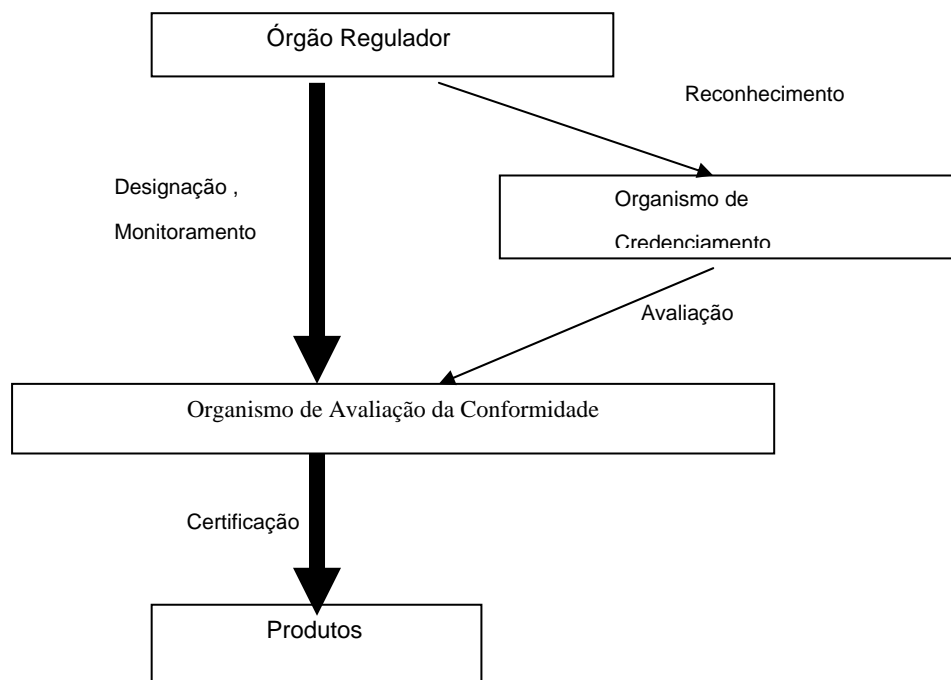 Órgão Regulador
Reconhecimento
Designação ,
Monitoramento
Organismo de
Credenciamento
Avaliação
Organismo de Avaliação da Conformidade
Certificação
Produtos